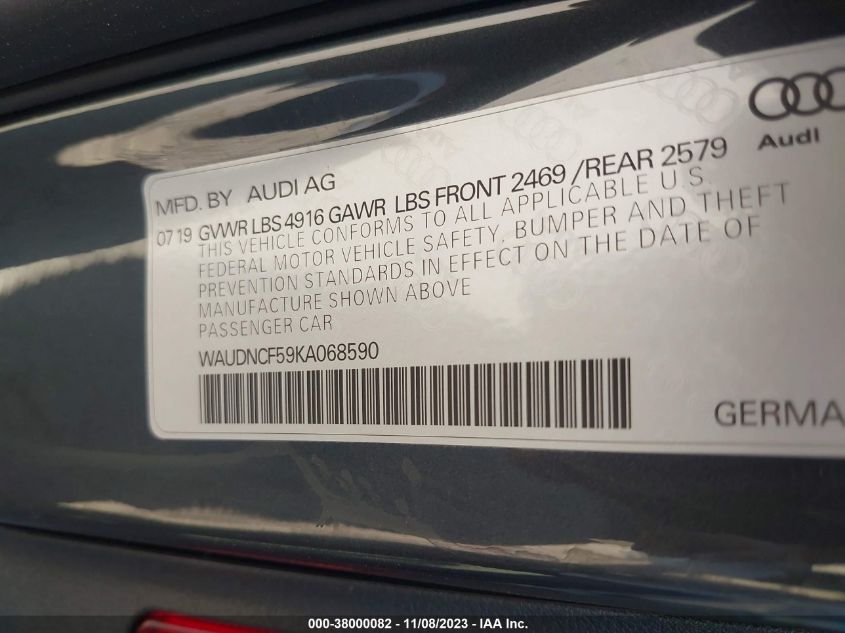 Audi
MFD. BY AUDI AG
07 19 GVWR LBS 4916 GAWR LBS FRONT 2469 /REAR 2579
THIS VEHICLE CONFORMS TO ALL APPLICABLE U.S.
FEDERAL MOTOR VEHICLE SAFETY, BUMPER AND THEFT
PREVENTION STANDARDS IN EFFECT ON THE DATE OF
MANUFACTURE SHOWN ABOVE
PASSENGER CAR
WAUDNCF59KA068590
GERMA
000-38000082 - 11/08/2023 - IAA Inc.